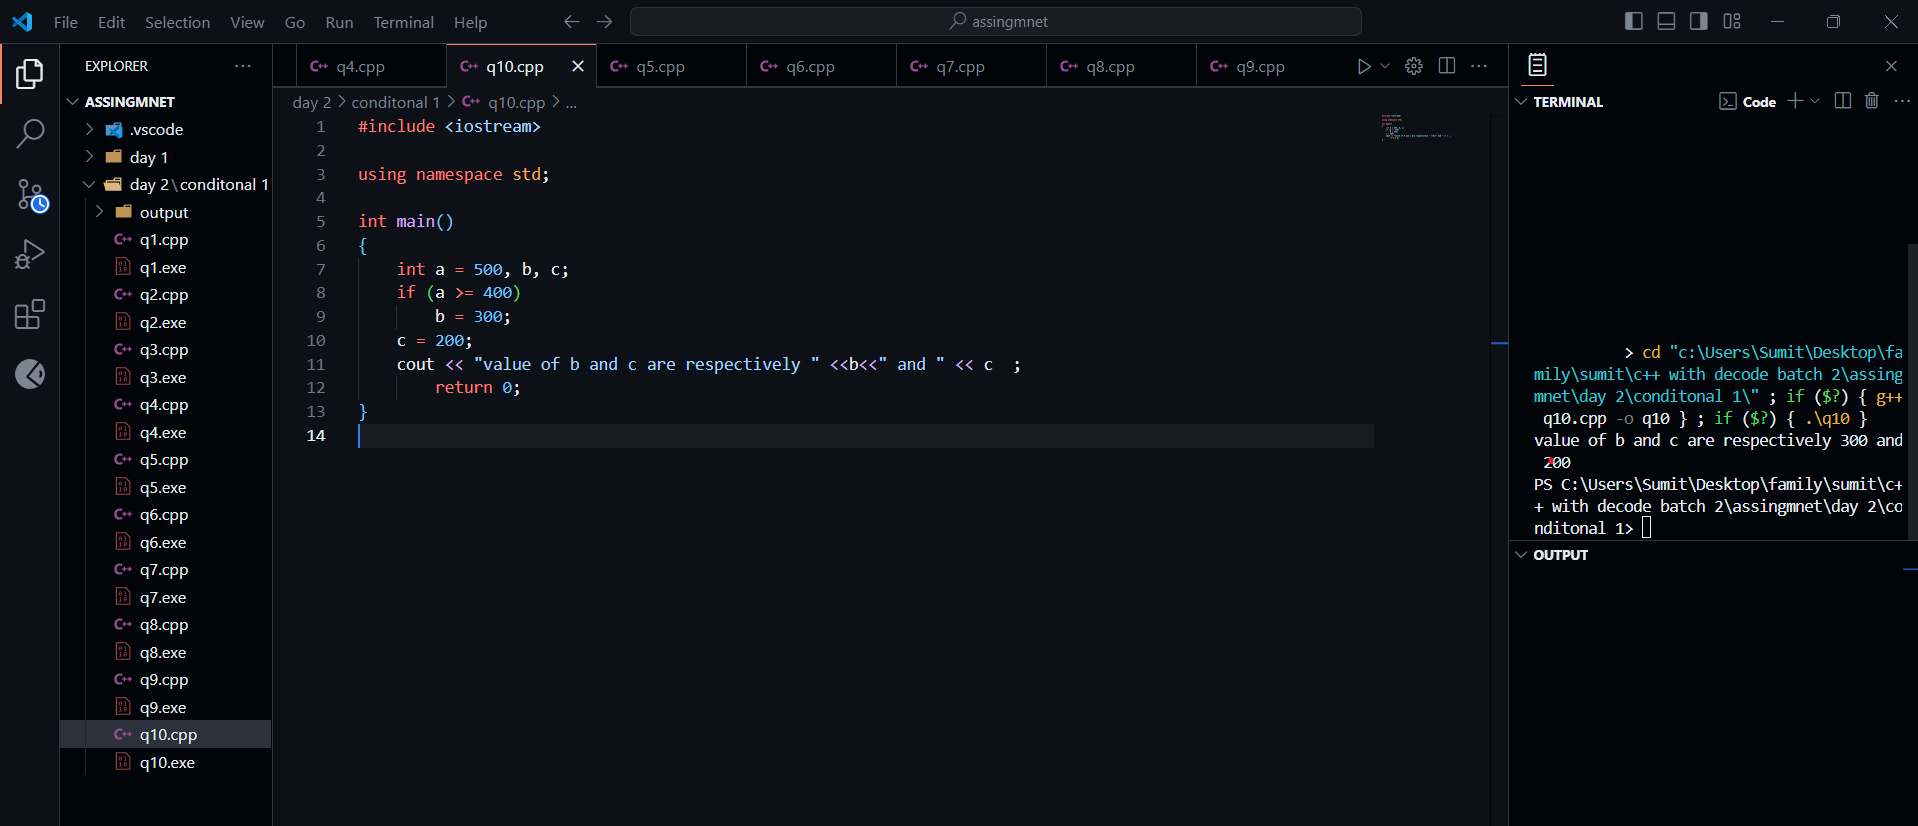 File Edit Selection View Go Run Terminal Help
assingmnet
EXPLORER
ASSINGMNET
.vscode
day 1
day 2\conditonal 1
output
q1.cpp
q1.exe
q2.cpp
q2.exe
q3.cpp
q3.exe
q4.cpp
q4.exe
q5.cpp
q5.exe
q6.cpp
q6.exe
q7.cpp
q7.exe
q8.cpp
q8.exe
q9.cpp
q9.exe
q10.cpp
q10.exe
q4.cpp q10.cpp q5.cpp q6.cpp q7.cpp q8.cpp q9.cpp
day 2 > conditonal 1 > q10.cpp > ...
1 #include <iostream>
2
3 using namespace std;
4
5 int main()
6 {
7 int a = 500, b, c;
8 if (a >= 400)
9 b = 300;
10 c = 200;
11 cout << "value of b and c are respectively " <<b<<" and " << c  ;
12 return 0;
13 }
14
TERMINAL
Code
> cd "c:\Users\Sumit\Desktop\fa
mily\sumit\c++ with decode batch 2\assing
mnet\day 2\conditonal 1\" ; if ($?) { g++
q10.cpp -o q10 } ; if ($?) { .\q10 }
value of b and c are respectively 300 and
200
PS C:\Users\Sumit\Desktop\family\sumit\c+
+ with decode batch 2\assingmnet\day 2\co
nditonal 1>
OUTPUT